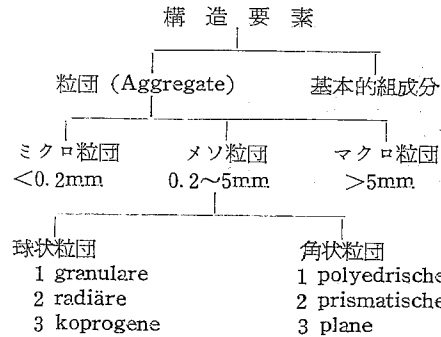 構造要素
粒団 (Aggregate) 基本的組成分
ミクロ粒団 メソ粒団 マクロ粒団
<0.2mm 0.2〜5mm >5mm
球状粒団 角状粒団
1 granulare 1 polyedrische
2 radiäre 2 prismatische
3 koprogene 3 plane